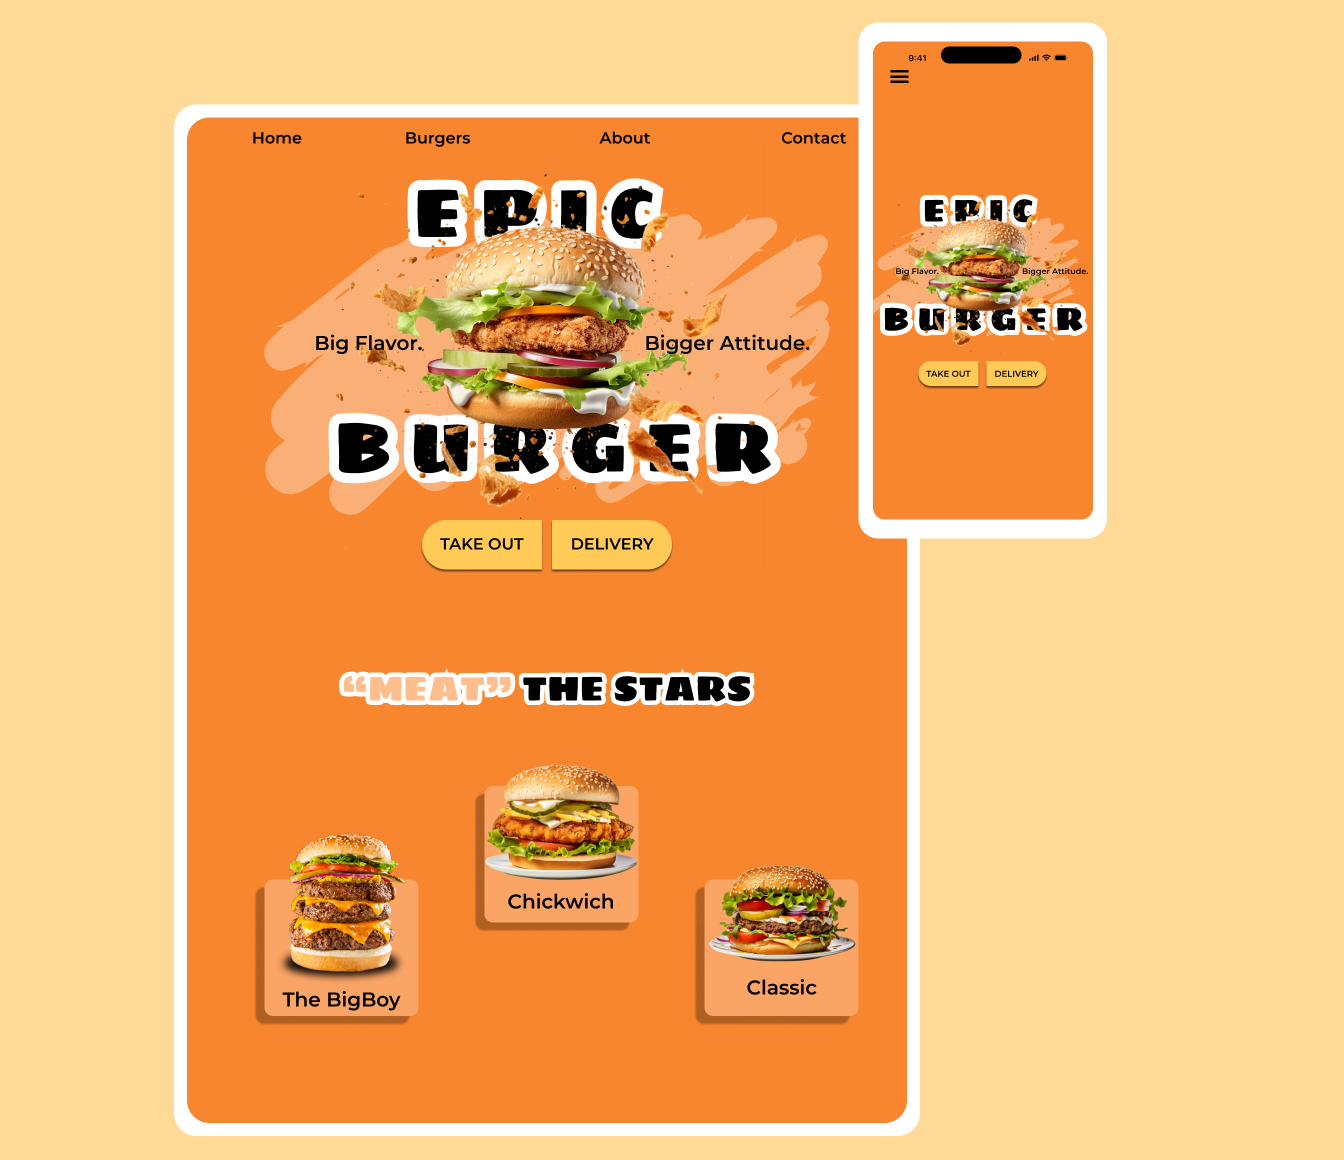 Home Burgers About Contact
EPIC
Big Flavor. Bigger Attitude.
BURGER
TAKE OUT DELIVERY
“MEAT” THE STARS
Chickwich
The BigBoy
Classic
9:41
EPIC
Big Flavor. Bigger Attitude.
BURGER
TAKE OUT DELIVERY